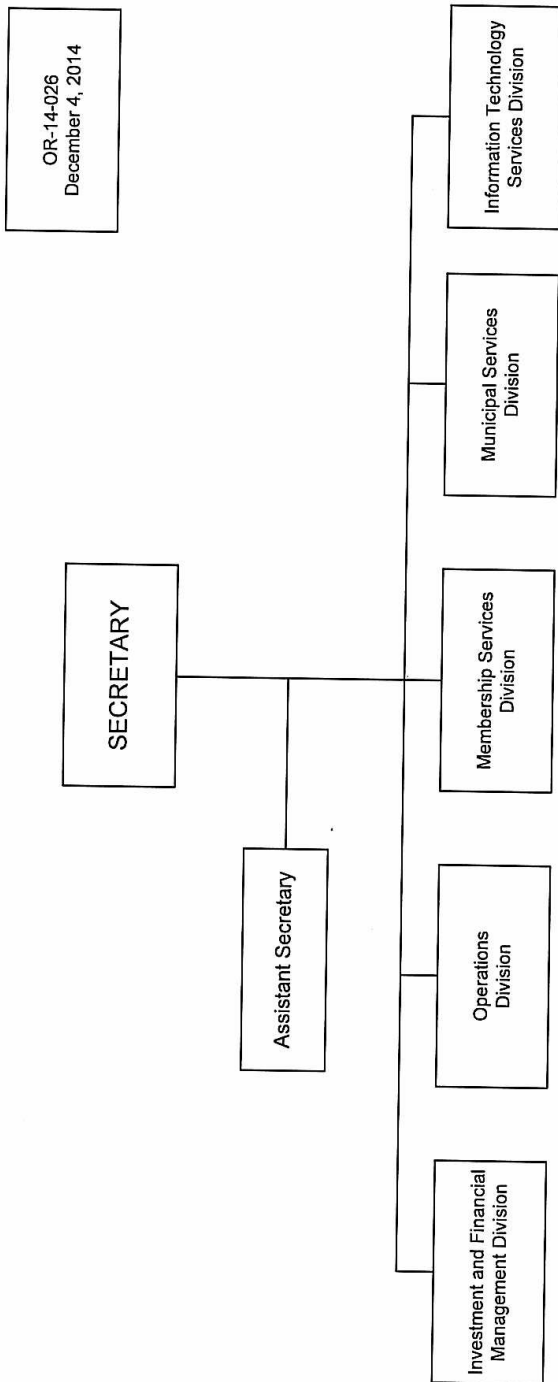 OR-14-026
December 4, 2014
SECRETARY
Assistant Secretary
Investment and Financial
Management Division
Operations
Division
Membership Services
Division
Municipal Services
Division
Information Technology
Services Division